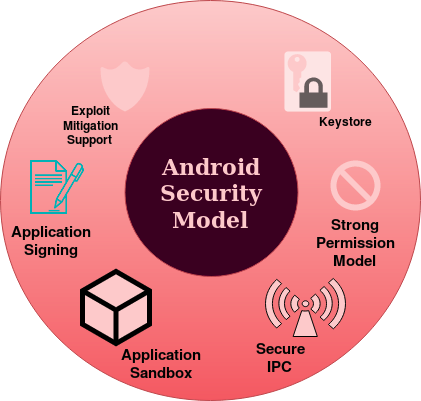 Exploit
Mitigation
Support
Keystore
Android
Security
Model
Application
Signing
Strong
Permission
Model
Application
Sandbox
Secure
IPC